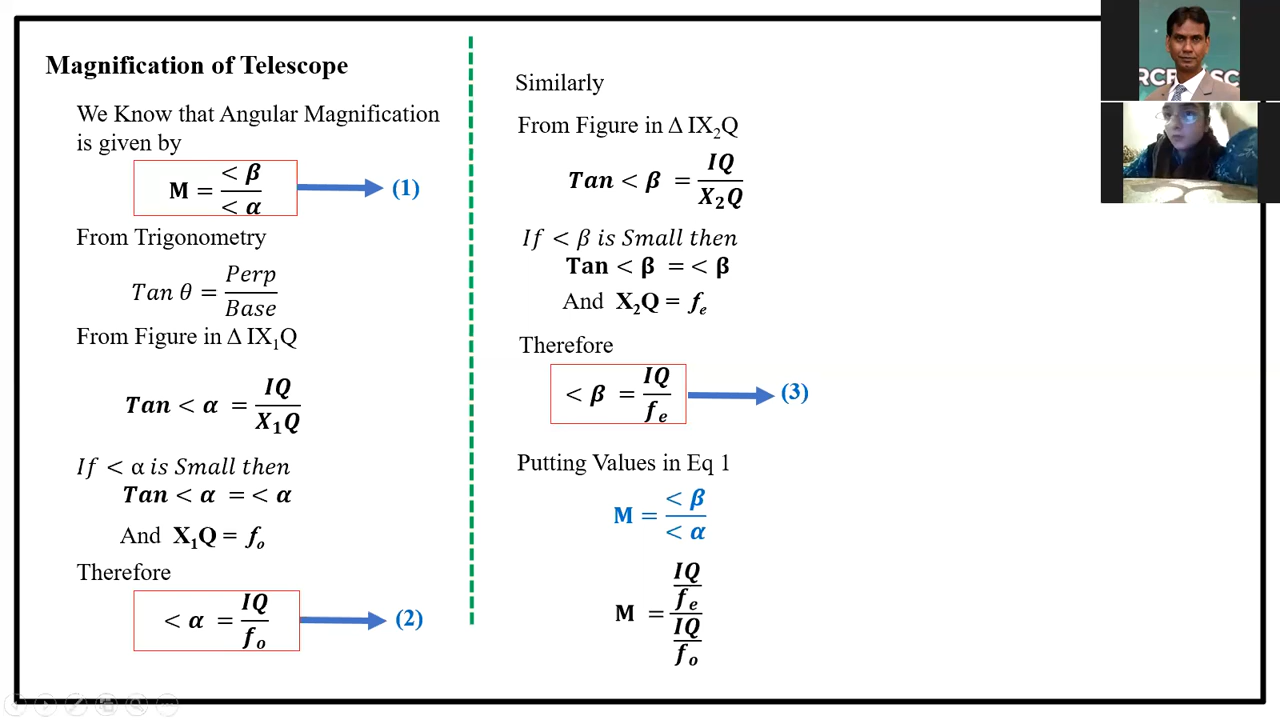 Magnification of Telescope
We Know that Angular Magnification
is given by
M = < β / < α (1)
From Trigonometry
Tan θ = Perp / Base
From Figure in Δ IX₁Q
Tan < α = IQ / X₁Q
If < α is Small then
Tan < α = < α
And X₁Q = fₒ
Therefore
< α = IQ / fₒ (2)
Similarly
From Figure in Δ IX₂Q
Tan < β = IQ / X₂Q
If < β is Small then
Tan < β = < β
And X₂Q = fₑ
Therefore
< β = IQ / fₑ (3)
Putting Values in Eq 1
M = < β / < α
M = (IQ / fₑ) / (IQ / fₒ)